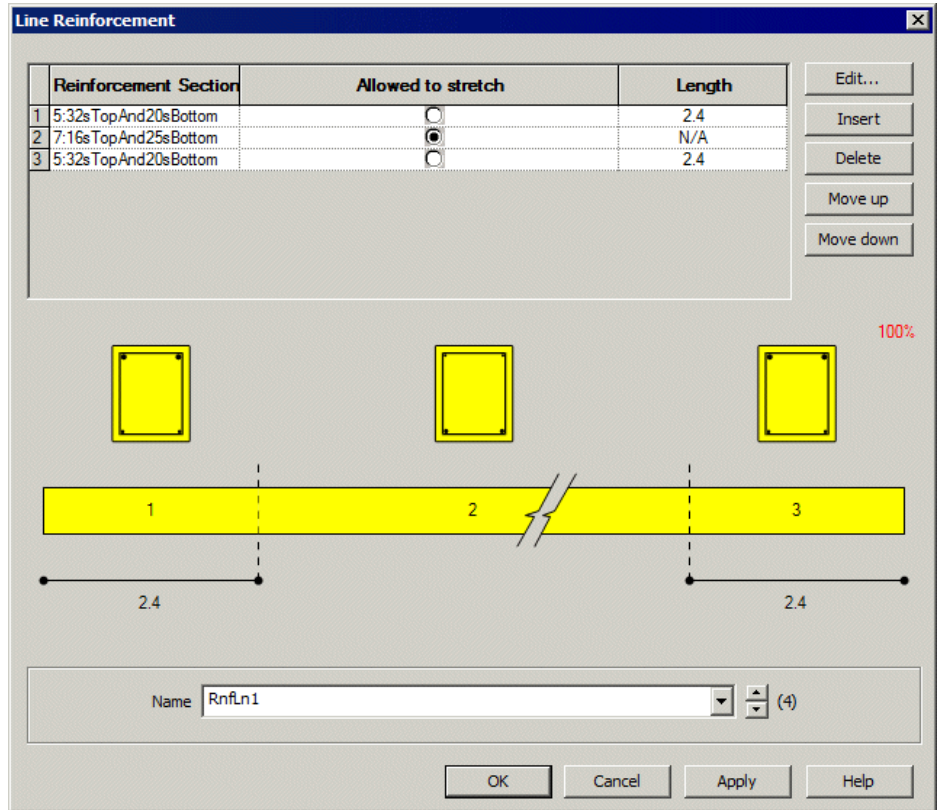 Line Reinforcement
Reinforcement Section Allowed to stretch Length
1 5:32sTopAnd20sBottom 2.4
2 7:16sTopAnd25sBottom N/A
3 5:32sTopAnd20sBottom 2.4
Edit...
Insert
Delete
Move up
Move down
100%
1 2 3
2.4 2.4
Name RnfLn1 (4)
OK Cancel Apply Help